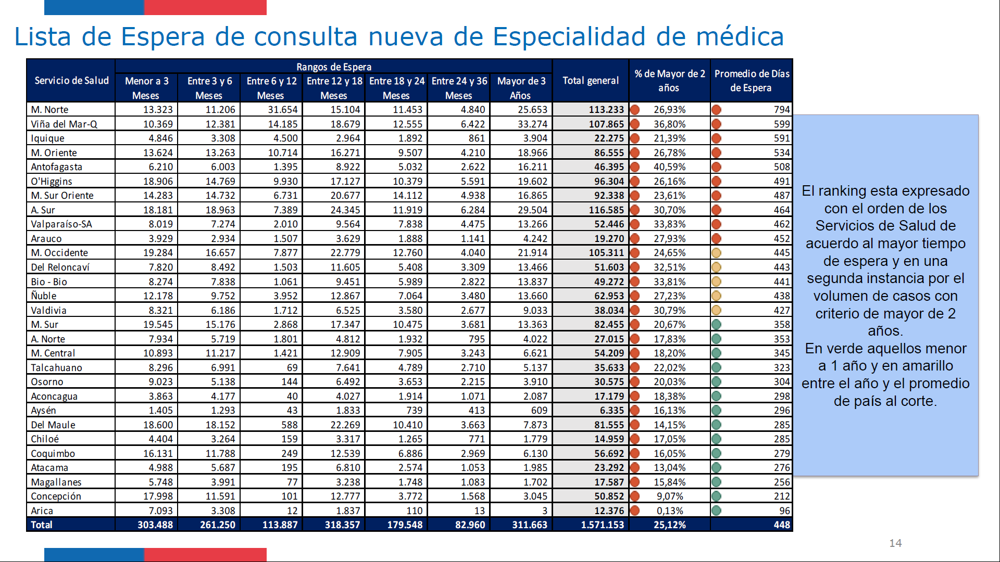 Lista de Espera de consulta nueva de Especialidad de médica
Servicio de Salud Rangos de Espera Total general % de Mayor de 2 años Promedio de Días de Espera
Menor a 3 Meses Entre 3 y 6 Meses Entre 6 y 12 Meses Entre 12 y 18 Meses Entre 18 y 24 Meses Entre 24 y 36 Meses Mayor de 3 Años
M. Norte 13.323 11.206 31.654 15.104 11.453 4.840 25.653 113.233 26,93% 794
Viña del Mar-Q 10.369 12.381 14.185 18.679 12.555 6.422 33.274 107.865 36,80% 599
Iquique 4.846 3.308 4.500 2.964 1.892 861 3.904 22.275 21,39% 591
M. Oriente 13.624 13.263 10.714 16.271 9.507 4.210 18.966 86.555 26,78% 534
Antofagasta 6.210 6.003 1.395 8.922 5.032 2.622 16.211 46.395 40,59% 508
O'Higgins 18.906 14.769 9.930 17.127 10.379 5.591 19.602 96.304 26,16% 491
M. Sur Oriente 14.283 14.732 6.731 20.677 14.112 4.938 16.865 92.338 23,61% 487
A. Sur 18.181 18.963 7.389 24.345 11.919 6.284 29.504 116.585 30,70% 464
Valparaíso-SA 8.019 7.274 2.010 9.564 7.838 4.475 13.266 52.446 33,83% 462
Arauco 3.929 2.934 1.507 3.629 1.888 1.141 4.242 19.270 27,93% 452
M. Occidente 19.284 16.657 7.877 22.779 12.760 4.040 21.914 105.311 24,65% 445
Del Reloncaví 7.820 8.492 1.503 11.605 5.408 3.309 13.466 51.603 32,51% 443
Bio - Bio 8.274 7.838 1.061 9.451 5.989 2.822 13.837 49.272 33,81% 441
Ñuble 12.178 9.752 3.952 12.867 7.064 3.480 13.660 62.953 27,23% 438
Valdivia 8.321 6.186 1.712 6.525 3.580 2.677 9.033 38.034 30,79% 427
M. Sur 19.545 15.176 2.868 17.347 10.475 3.681 13.363 82.455 20,67% 358
A. Norte 7.934 5.719 1.801 4.812 1.932 795 4.022 27.015 17,83% 353
M. Central 10.893 11.217 1.421 12.909 7.905 3.243 6.621 54.209 18,20% 345
Talcahuano 8.296 6.991 69 7.641 4.789 2.710 5.137 35.633 22,02% 323
Osorno 9.023 5.138 144 6.492 3.653 2.215 3.910 30.575 20,03% 304
Aconcagua 3.863 4.177 40 4.027 1.914 1.071 2.087 17.179 18,38% 298
Aysén 1.405 1.293 43 1.833 739 413 609 6.335 16,13% 296
Del Maule 18.600 18.152 588 22.269 10.410 3.663 7.873 81.555 14,15% 285
Chiloé 4.404 3.264 159 3.317 1.265 771 1.779 14.959 17,05% 285
Coquimbo 16.131 11.788 249 12.539 6.886 2.969 6.130 56.692 16,05% 279
Atacama 4.988 5.687 195 6.810 2.574 1.053 1.985 23.292 13,04% 276
Magallanes 5.748 3.991 77 3.238 1.748 1.083 1.702 17.587 15,84% 256
Concepción 17.998 11.591 101 12.777 3.772 1.568 3.045 50.852 9,07% 212
Arica 7.093 3.308 12 1.837 110 13 3 12.376 0,13% 96
Total 303.488 261.250 113.887 318.357 179.548 82.960 311.663 1.571.153 25,12% 448
El ranking esta expresado
con el orden de los
Servicios de Salud de
acuerdo al mayor tiempo
de espera y en una
segunda instancia por el
volumen de casos con
criterio de mayor de 2
años.
En verde aquellos menor
a 1 año y en amarillo
entre el año y el promedio
de país al corte.
14